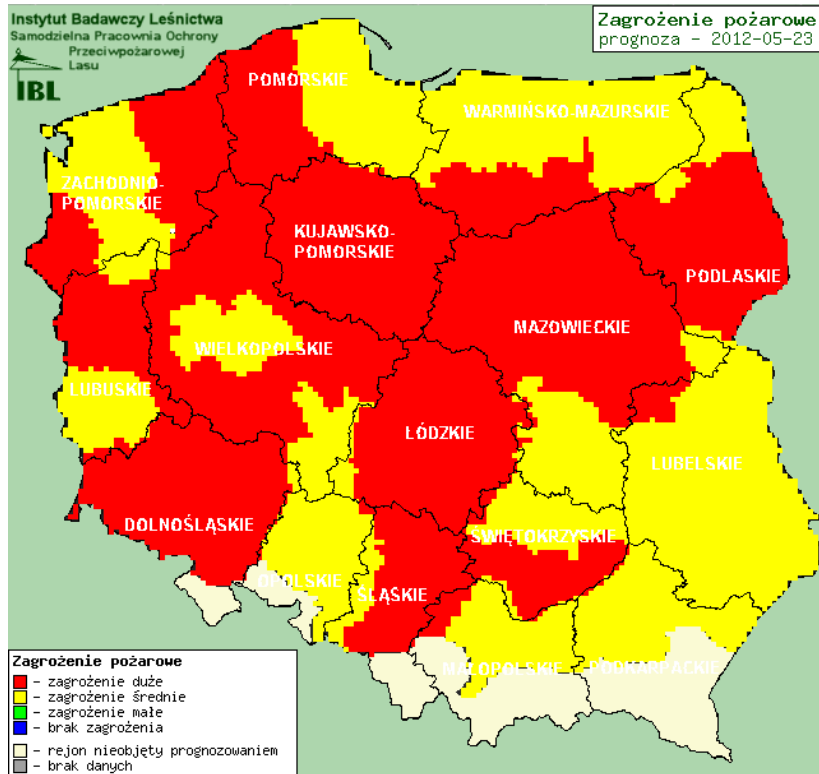 Instytut Badawczy Leśnictwa
Samodzielna Pracownia Ochrony
Przeciwpożarowej
Lasu
IBL
Zagrożenie pożarowe
prognoza - 2012-05-23
POMORSKIE
WARMIŃSKO-MAZURSKIE
ZACHODNIO-
POMORSKIE
KUJAWSKO-
POMORSKIE
PODLASKIE
MAZOWIECKIE
WIELKOPOLSKIE
LUBUSKIE
ŁÓDZKIE
LUBELSKIE
DOLNOŚLĄSKIE
ŚWIĘTOKRZYSKIE
OPOLSKIE
ŚLĄSKIE
MAŁOPOLSKIE
PODKARPACKIE
Zagrożenie pożarowe
- zagrożenie duże
- zagrożenie średnie
- zagrożenie małe
- brak zagrożenia
- rejon nieobjęty prognozowaniem
- brak danych